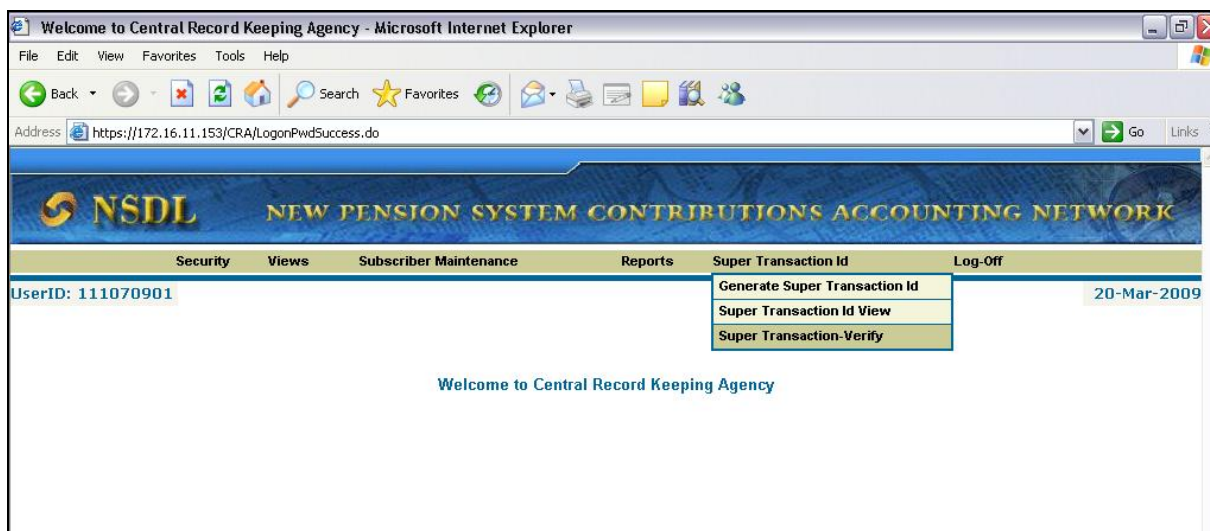 Welcome to Central Record Keeping Agency - Microsoft Internet Explorer
File Edit View Favorites Tools Help
Back Search Favorites
Address https://172.16.11.153/CRA/LogonPwdSuccess.do Go Links
NSDL NEW PENSION SYSTEM CONTRIBUTIONS ACCOUNTING NETWORK
Security Views Subscriber Maintenance Reports Super Transaction Id Log-Off
UserID: 111070901 20-Mar-2009
Generate Super Transaction Id
Super Transaction Id View
Super Transaction-Verify
Welcome to Central Record Keeping Agency